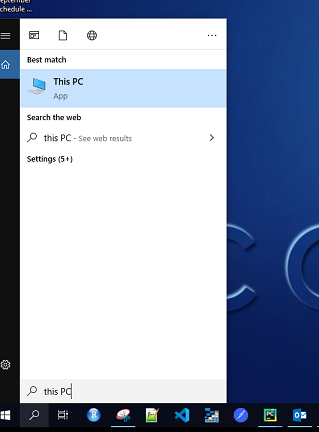 eptember
chedule ...
Best match
This PC
App
Search the web
this PC - See web results
Settings (5+)
this PC